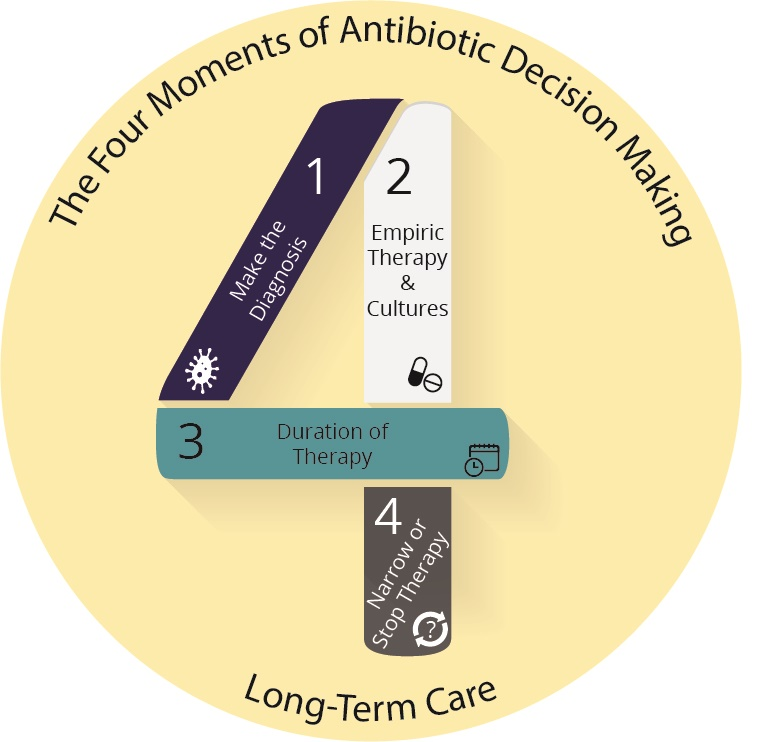 The Four Moments of Antibiotic Decision Making
1
Make the
Diagnosis
2
Empiric
Therapy
&
Cultures
3
Duration of
Therapy
4
Narrow or
Stop Therapy
?
Long-Term Care